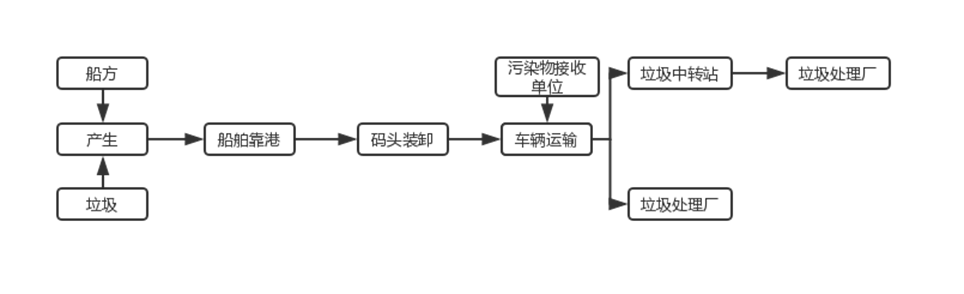 船方
污染物接收
单位
垃圾中转站
垃圾处理厂
产生
船舶靠港
码头装卸
车辆运输
垃圾
垃圾处理厂